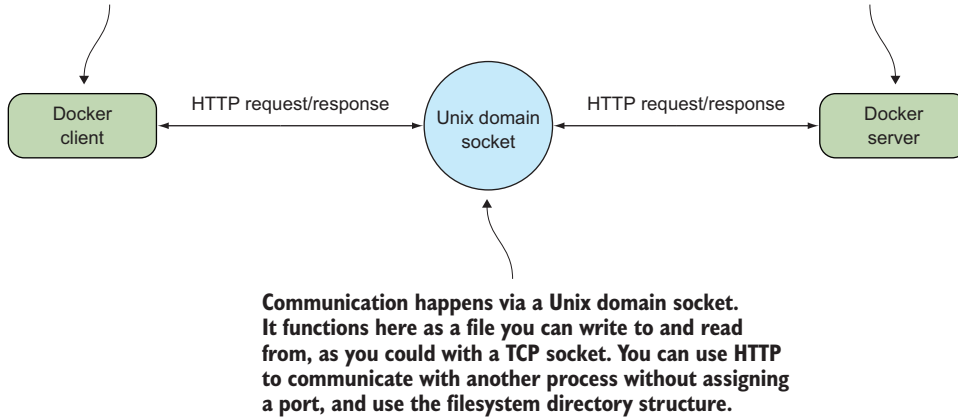 Docker
client
HTTP request/response
Unix domain
socket
HTTP request/response
Docker
server
Communication happens via a Unix domain socket.
It functions here as a file you can write to and read
from, as you could with a TCP socket. You can use HTTP
to communicate with another process without assigning
a port, and use the filesystem directory structure.